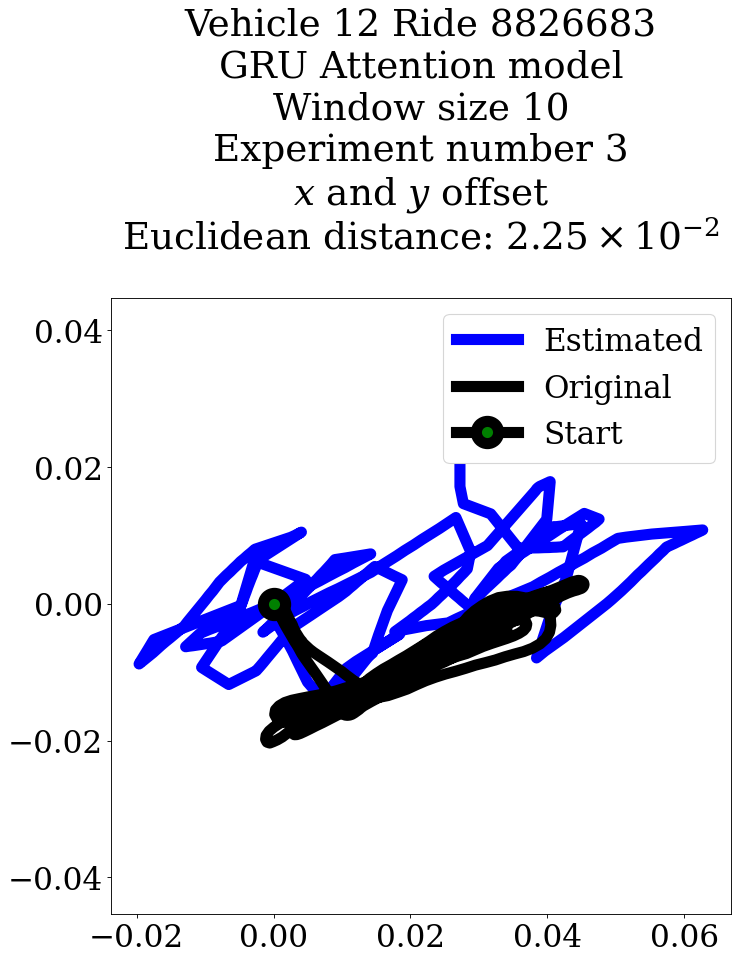 Vehicle 12 Ride 8826683
GRU Attention model
Window size 10
Experiment number 3
x and y offset
Euclidean distance: 2.25 × 10⁻²
Estimated
Original
Start
0.04
0.02
0.00
−0.02
−0.04
−0.02 0.00 0.02 0.04 0.06